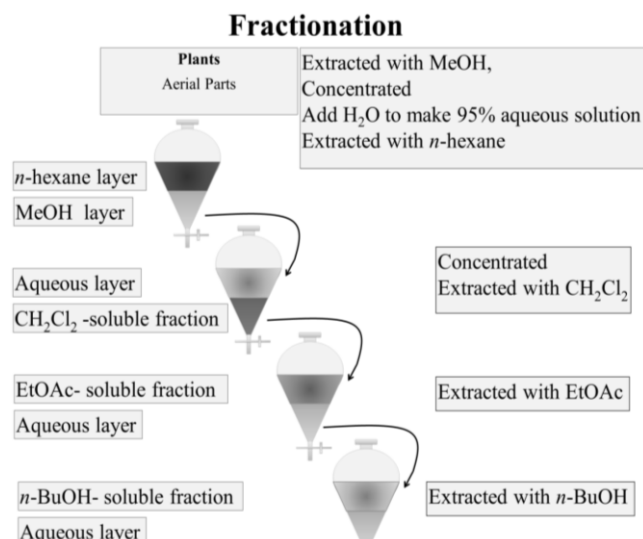 Fractionation
Plants
Aerial Parts
Extracted with MeOH,
Concentrated
Add H₂O to make 95% aqueous solution
Extracted with n-hexane
n-hexane layer
MeOH layer
Aqueous layer
CH₂Cl₂ -soluble fraction
Concentrated
Extracted with CH₂Cl₂
EtOAc- soluble fraction
Aqueous layer
Extracted with EtOAc
n-BuOH- soluble fraction
Aqueous layer
Extracted with n-BuOH